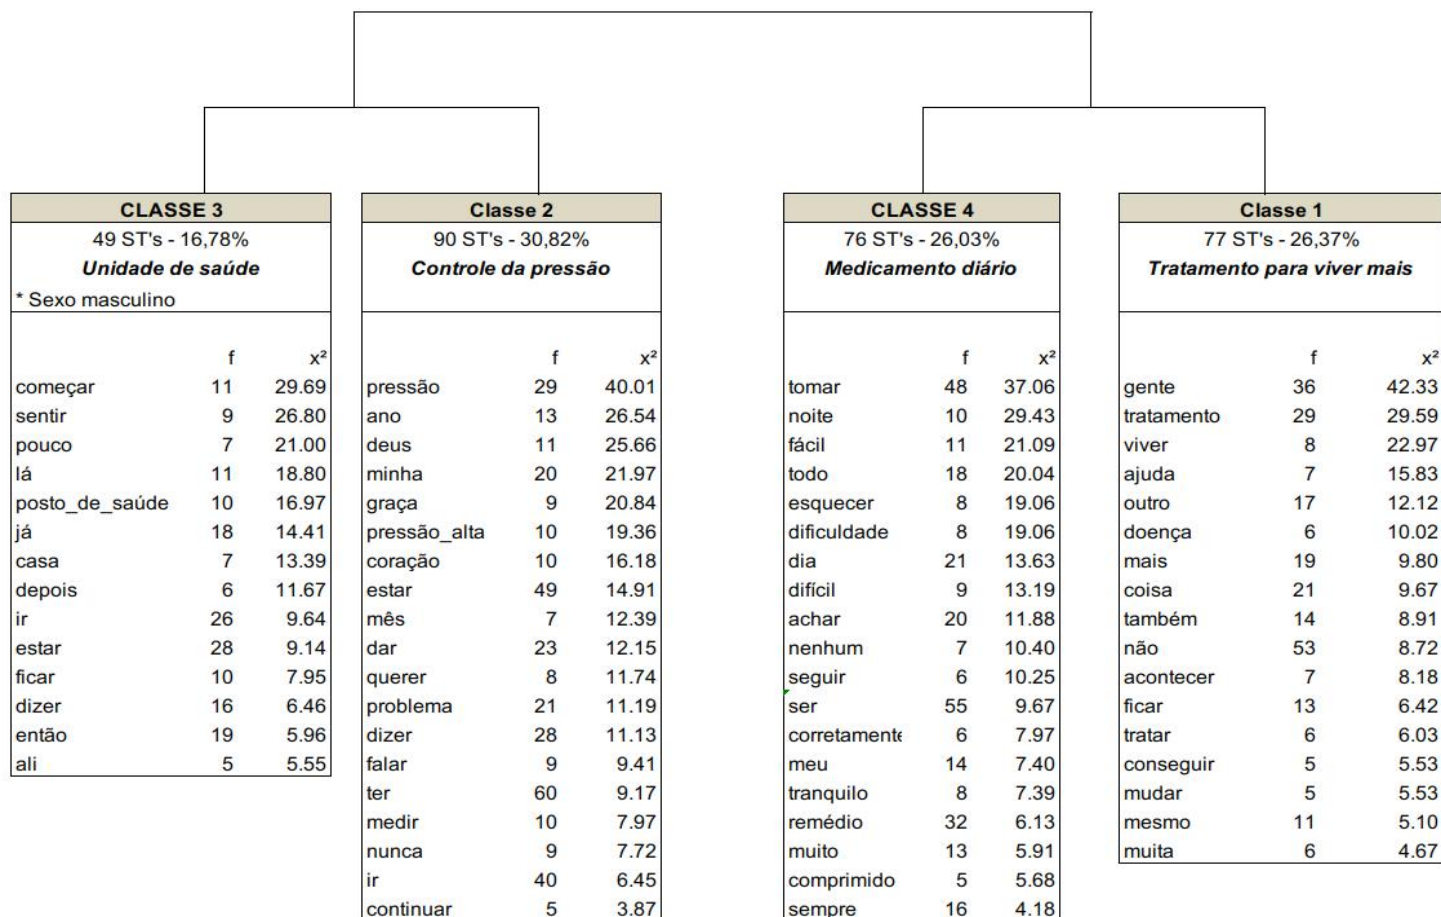 CLASSE 3
49 ST's - 16,78%
Unidade de saúde
* Sexo masculino
f x²
começar 11 29.69
sentir 9 26.80
pouco 7 21.00
lá 11 18.80
posto_de_saúde 10 16.97
já 18 14.41
casa 7 13.39
depois 6 11.67
ir 26 9.64
estar 28 9.14
ficar 10 7.95
dizer 16 6.46
então 19 5.96
ali 5 5.55
Classe 2
90 ST's - 30,82%
Controle da pressão
f x²
pressão 29 40.01
ano 13 26.54
deus 11 25.66
minha 20 21.97
graça 9 20.84
pressão_alta 10 19.36
coração 10 16.18
estar 49 14.91
mês 7 12.39
dar 23 12.15
querer 8 11.74
problema 21 11.19
dizer 28 11.13
falar 9 9.41
ter 60 9.17
medir 10 7.97
nunca 9 7.72
ir 40 6.45
continuar 5 3.87
CLASSE 4
76 ST's - 26,03%
Medicamento diário
f x²
tomar 48 37.06
noite 10 29.43
fácil 11 21.09
todo 18 20.04
esquecer 8 19.06
dificuldade 8 19.06
dia 21 13.63
difícil 9 13.19
achar 20 11.88
nenhum 7 10.40
seguir 6 10.25
ser 55 9.67
corretamente 6 7.97
meu 14 7.40
tranquilo 8 7.39
remédio 32 6.13
muito 13 5.91
comprimido 5 5.68
sempre 16 4.18
Classe 1
77 ST's - 26,37%
Tratamento para viver mais
f x²
gente 36 42.33
tratamento 29 29.59
viver 8 22.97
ajuda 7 15.83
outro 17 12.12
doença 6 10.02
mais 19 9.80
coisa 21 9.67
também 14 8.91
não 53 8.72
acontecer 7 8.18
ficar 13 6.42
tratar 6 6.03
conseguir 5 5.53
mudar 5 5.53
mesmo 11 5.10
muita 6 4.67